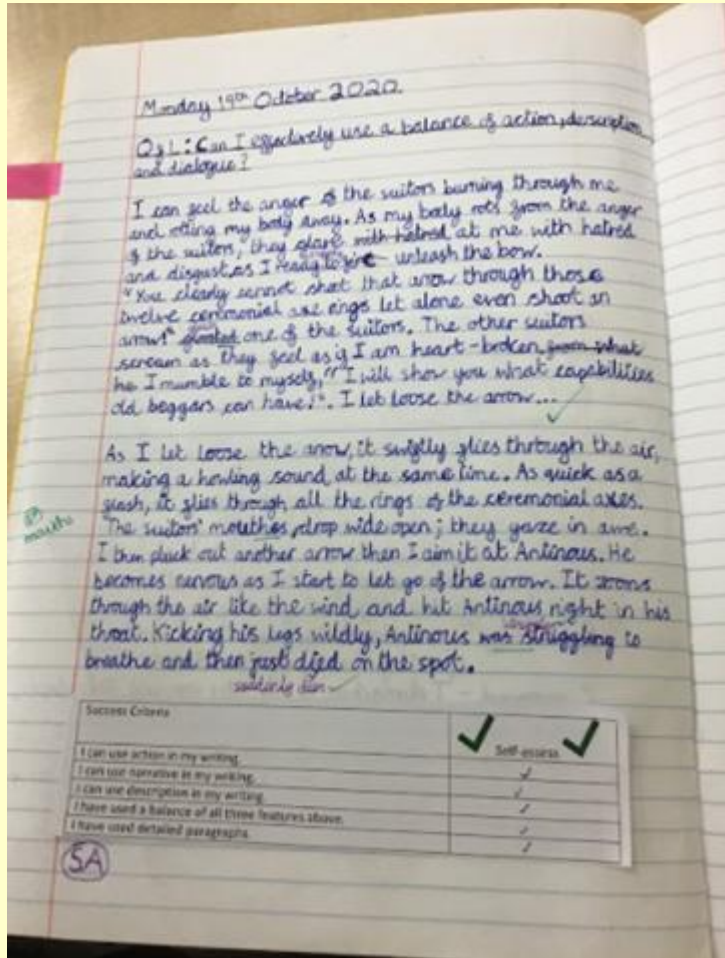 Monday 19th October 2020.
Q f L : Can I effectively use a balance of action, description
and dialogue?
I can feel the anger of the suitors burning through me
and rotting my body away. As my body rots from the anger
of the suitors, they glare with hatred at me with hatred
and disgust as I ready to unleash the bow.
"You clearly cannot shoot that arrow through those
twelve ceremonial axe rings let alone even shoot an
arrow" gloated one of the suitors. The other suitors
scream as they feel as if I am heart-broken from what
he I mumble to myself, "I will show you what capabilities
old beggars can have!". I let loose the arrow...
As I let loose the arrow, it swiftly flies through the air,
making a howling sound at the same time. As quick as a
flash, it flies through all the rings of the ceremonial axes.
sp
mouths
The suitors' mouthes drop wide open; they gaze in awe.
I then pluck out another arrow then I aim it at Antinous. He
becomes nervous as I start to let go of the arrow. It zooms
through the air like the wind and hit Antinous right in his
throat. Kicking his legs wildly, Antinous was struggling to
breathe and then just died on the spot.
suddenly
Success Criteria
Self-assess
I can use action in my writing.
I can use narrative in my writing.
I can use description in my writing.
I have used a balance of all three features above.
I have used detailed paragraphs.
SA